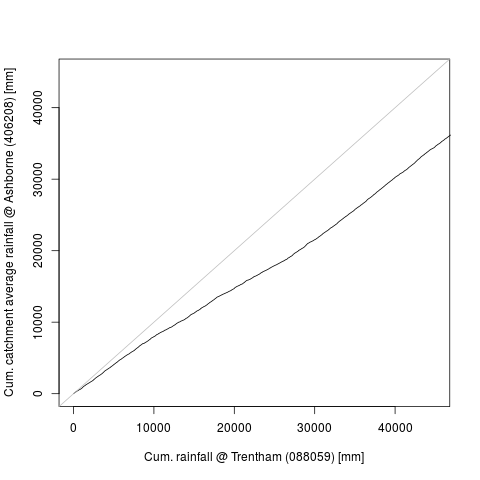 Cum. catchment average rainfall @ Ashborne (406208) [mm]
40000
30000
20000
10000
0
0 10000 20000 30000 40000
Cum. rainfall @ Trentham (088059) [mm]